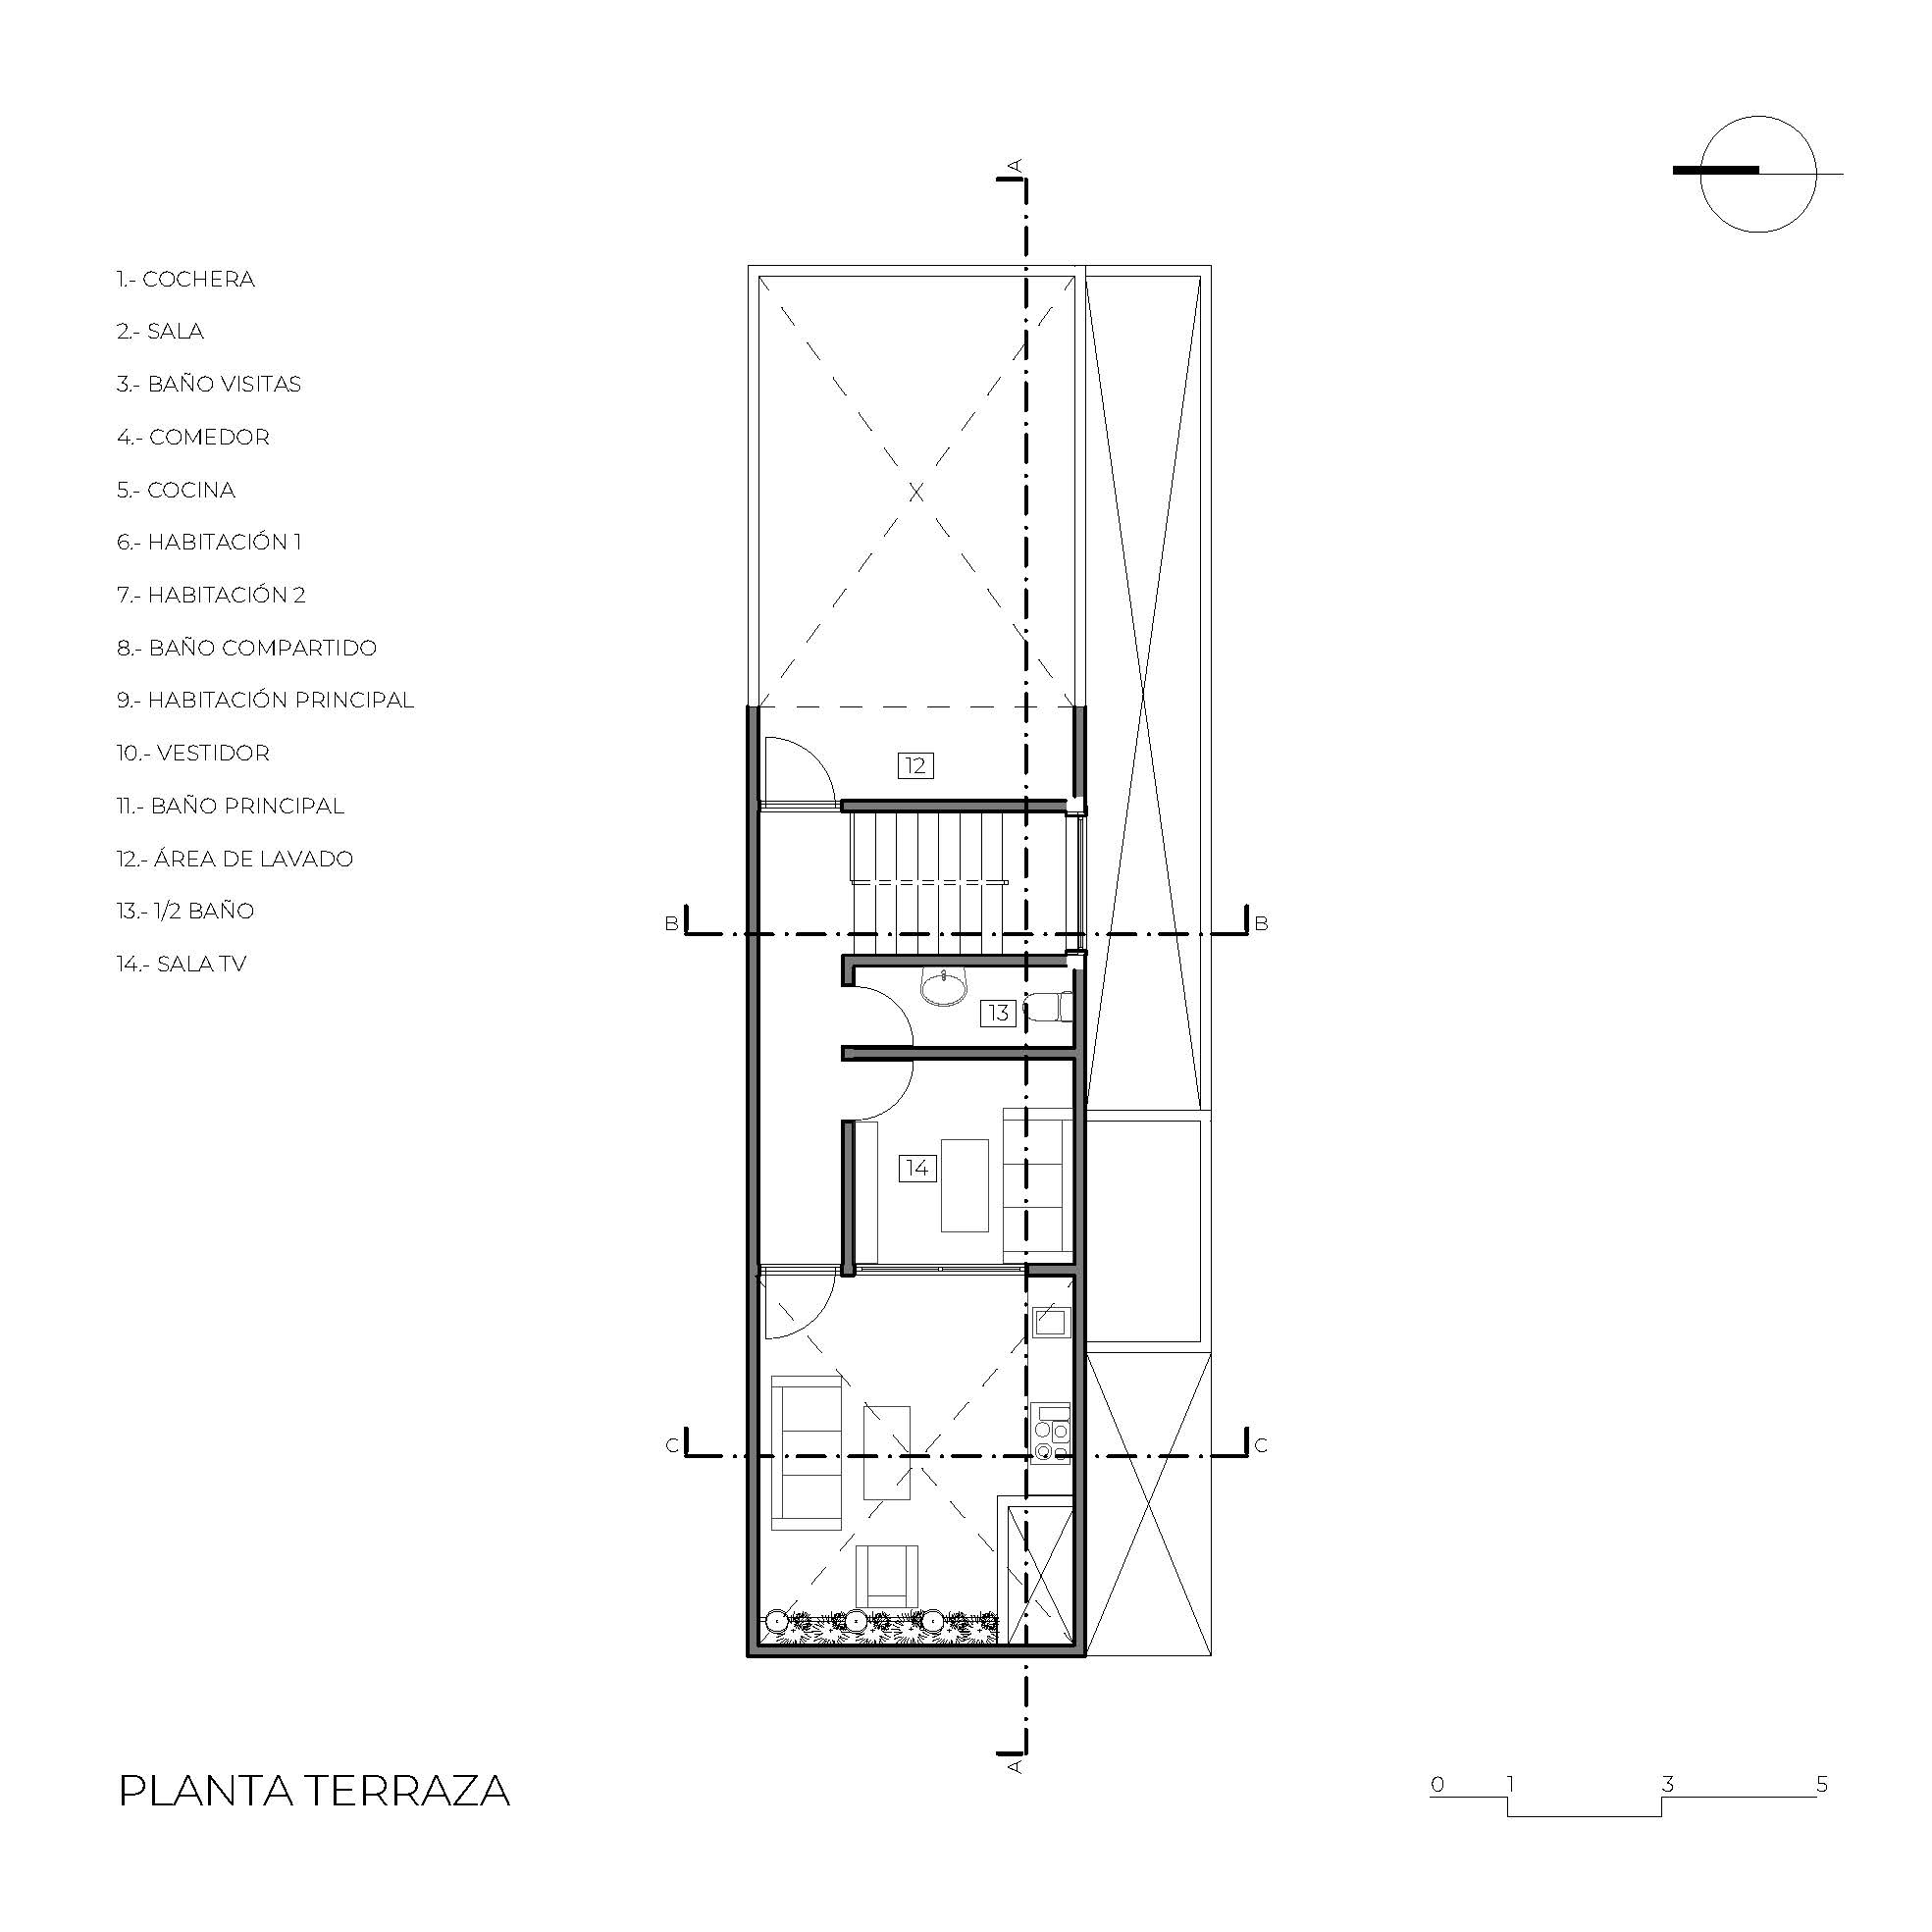 A
1.- COCHERA
2.- SALA
3.- BAÑO VISITAS
4.- COMEDOR
5.- COCINA
6.- HABITACIÓN 1
7.- HABITACIÓN 2
8.- BAÑO COMPARTIDO
9.- HABITACIÓN PRINCIPAL
10.- VESTIDOR
11.- BAÑO PRINCIPAL
12.- ÁREA DE LAVADO
13.- 1/2 BAÑO
14.- SALA TV
12
B B
13
14
C C
A
PLANTA TERRAZA
0 1 3 5